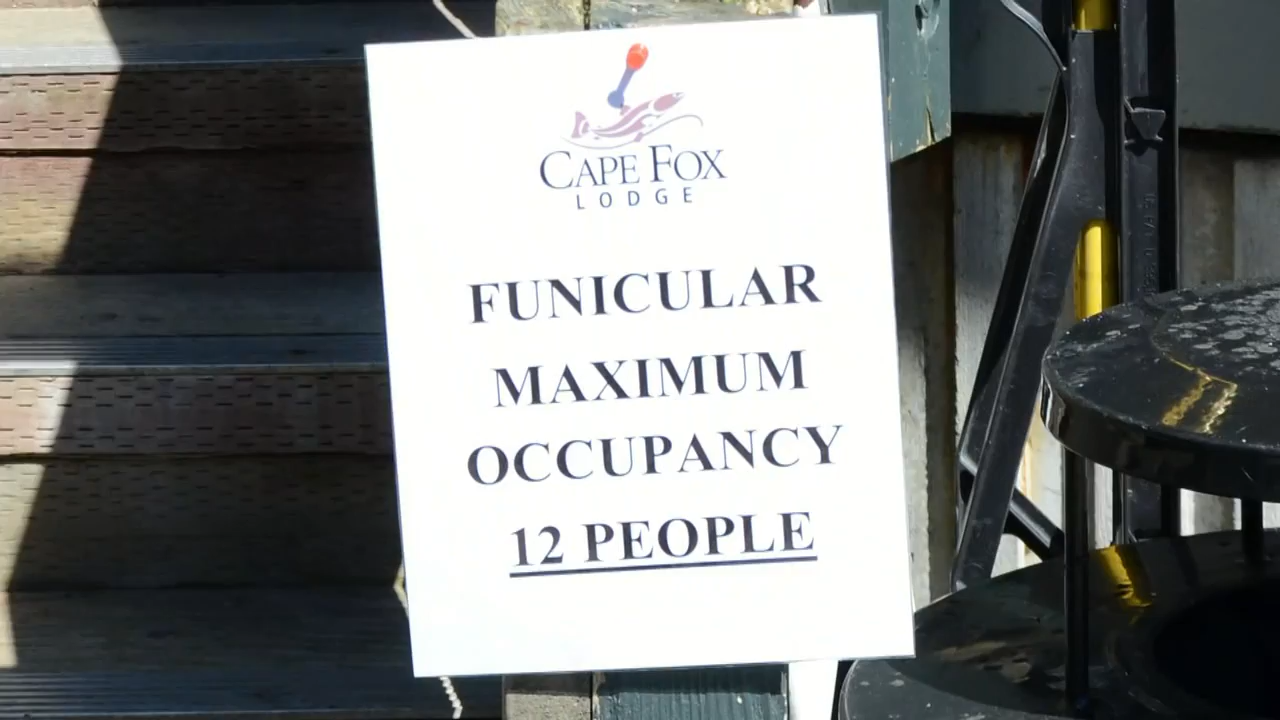 CAPE FOX
LODGE
FUNICULAR
MAXIMUM
OCCUPANCY
12 PEOPLE